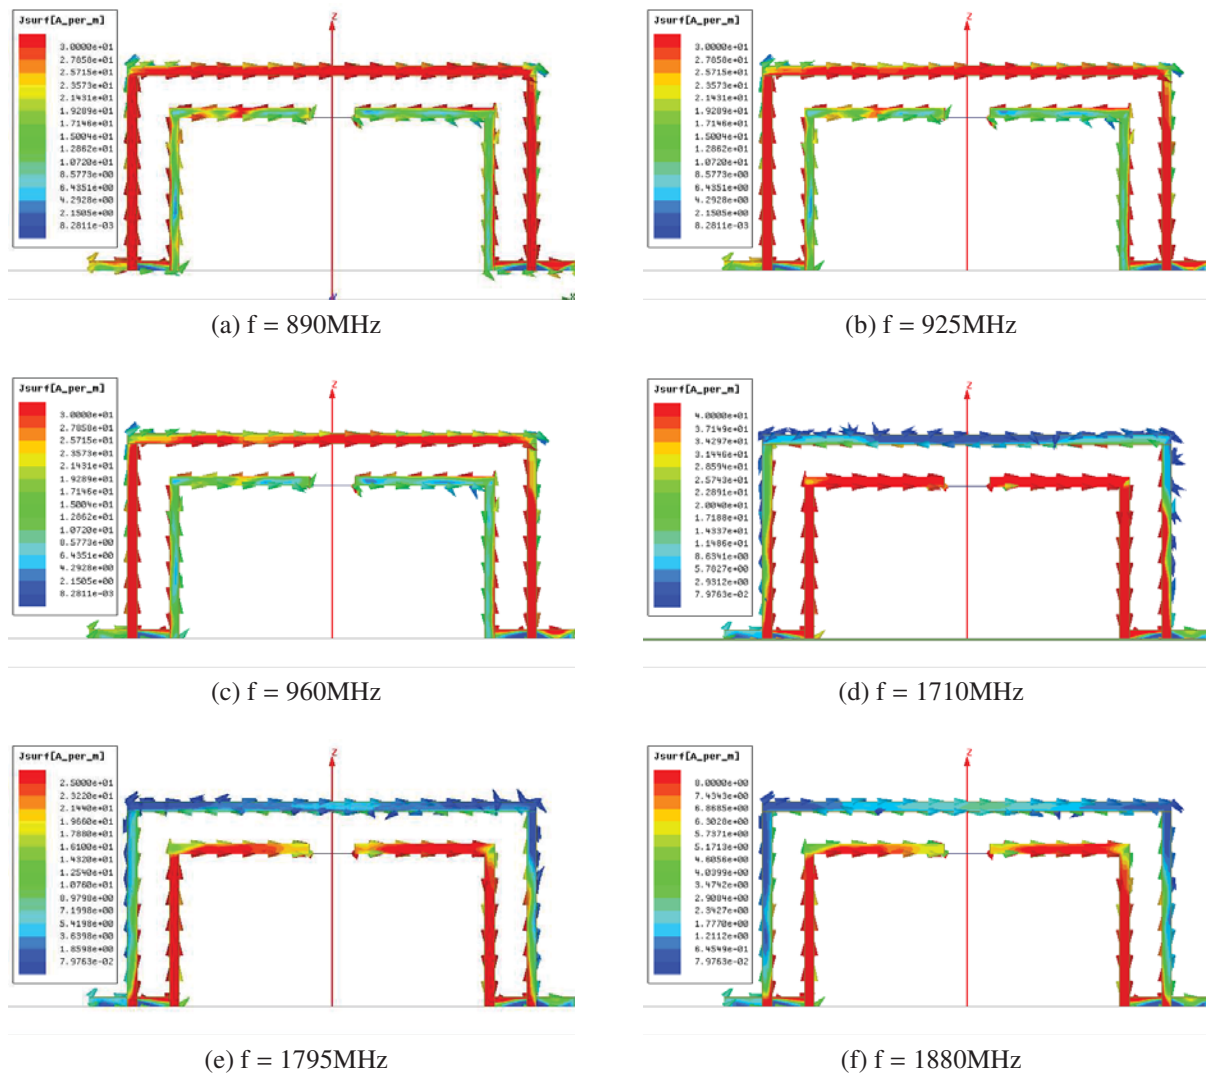 Jsurf[A_per_m]
3.0000e+01
2.7858e+01
2.5715e+01
2.3573e+01
2.1431e+01
1.9289e+01
1.7146e+01
1.5004e+01
1.2862e+01
1.0720e+01
8.5773e+00
6.4351e+00
4.2928e+00
2.1505e+00
8.2811e-03
Z
(a) f = 890MHz
Jsurf[A_per_m]
3.0000e+01
2.7858e+01
2.5715e+01
2.3573e+01
2.1431e+01
1.9289e+01
1.7146e+01
1.5004e+01
1.2862e+01
1.0720e+01
8.5773e+00
6.4351e+00
4.2928e+00
2.1505e+00
8.2811e-03
Z
(b) f = 925MHz
Jsurf[A_per_m]
3.0000e+01
2.7858e+01
2.5715e+01
2.3573e+01
2.1431e+01
1.9289e+01
1.7146e+01
1.5004e+01
1.2862e+01
1.0720e+01
8.5773e+00
6.4351e+00
4.2928e+00
2.1505e+00
8.2811e-03
Z
(c) f = 960MHz
Jsurf[A_per_m]
4.0000e+01
3.7149e+01
3.4297e+01
3.1446e+01
2.8594e+01
2.5743e+01
2.2891e+01
2.0040e+01
1.7188e+01
1.4337e+01
1.1486e+01
8.6341e+00
5.7827e+00
2.9312e+00
7.9763e-02
Z
(d) f = 1710MHz
Jsurf[A_per_m]
2.5000e+01
2.3220e+01
2.1440e+01
1.9660e+01
1.7880e+01
1.6100e+01
1.4320e+01
1.2540e+01
1.0760e+01
8.9798e+00
7.1998e+00
5.4198e+00
3.6398e+00
1.8598e+00
7.9763e-02
Z
(e) f = 1795MHz
Jsurf[A_per_m]
8.0000e+00
7.4343e+00
6.8685e+00
6.3028e+00
5.7371e+00
5.1713e+00
4.6056e+00
4.0399e+00
3.4742e+00
2.9084e+00
2.3427e+00
1.7770e+00
1.2112e+00
6.4549e-01
7.9763e-02
Z
(f) f = 1880MHz